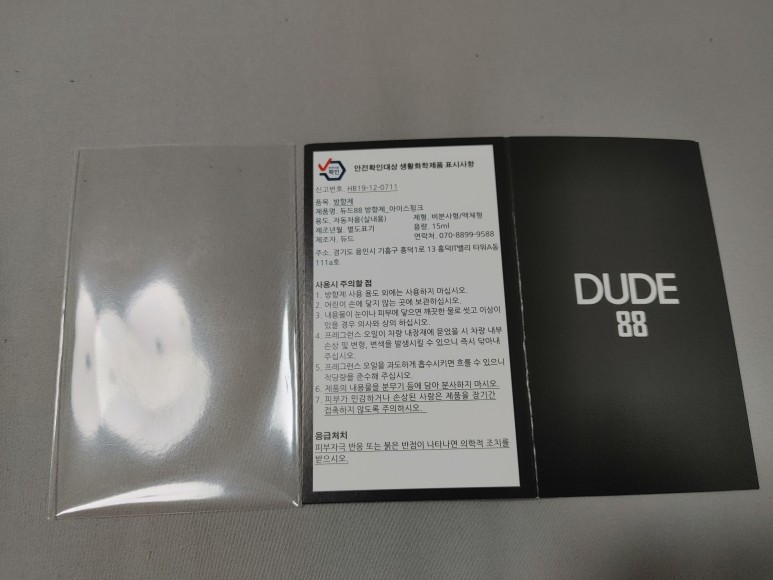 안전확인대상 생활화학제품 표시사항
신고번호. HB19-12-0711
품목. 방향제
제품명. 듀드88 방향제_아이스핑크
용도. 자동차용(실내용) 제형. 비분사형/액체형
제조년월. 별도표기 용량. 15ml
제조자. 듀드 연락처. 070-8899-9588
주소. 경기도 용인시 기흥구 흥덕1로 13 흥덕IT밸리 타워A동
111a호
사용시 주의할 점
1. 방향제 사용 용도 외에는 사용하지 마십시오.
2. 어린이 손에 닿지 않는 곳에 보관하십시오.
3. 내용물이 눈이나 피부에 닿으면 깨끗한 물로 씻고 이상이
있을 경우 의사와 상의 하십시오.
4. 프레그런스 오일이 차량 내장재에 묻었을 시 차량 내부
손상 및 변형, 변색을 발생시킬 수 있으니 즉시 닦아내
주십시오.
5. 프레그런스 오일을 과도하게 흡수시키면 흐를 수 있으니
적당량을 준수해 주십시오.
6. 제품의 내용물을 분무기 등에 담아 분사하지 마시오.
7. 피부가 민감하거나 손상된 사람은 제품을 장기간
접촉하지 않도록 주의하시오.
응급처치
피부자극 반응 또는 붉은 반점이 나타나면 의학적 조치를
받으시오.
DUDE
88